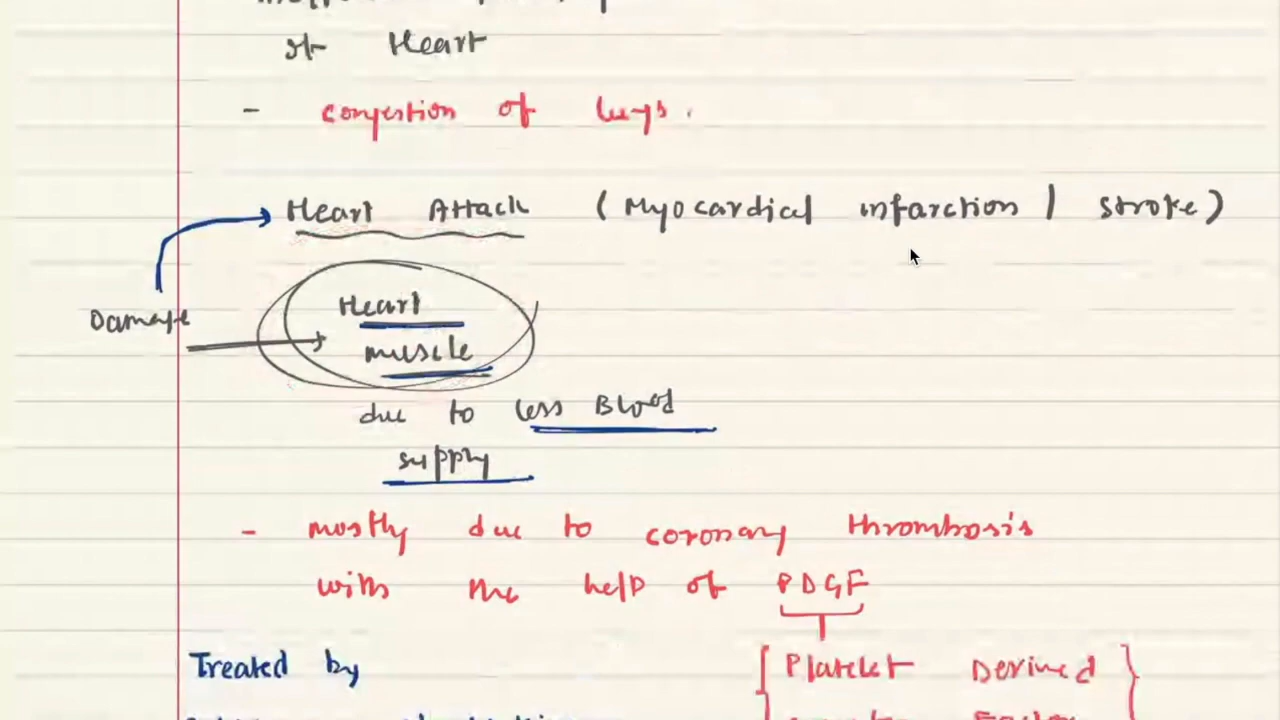 of Heart
- congestion of lungs.
Heart Attack (Myocardial infarction / stroke)
Damage
Heart
muscle
due to less Blood
supply
- mostly due to coronary thrombosis
with the help of PDGF
Treated by
{ Platelet Derived }